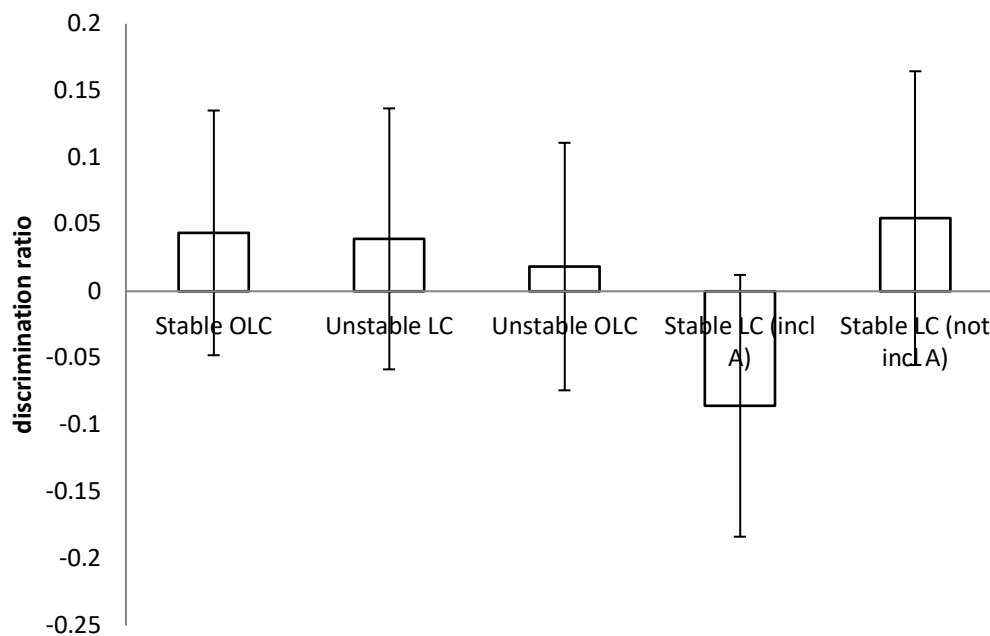 0.2
0.15
0.1
0.05
0
-0.05
-0.1
-0.15
-0.2
-0.25
discrimination ratio
Stable OLC
Unstable LC
Unstable OLC
Stable LC (incl
A)
Stable LC (not
incl A)